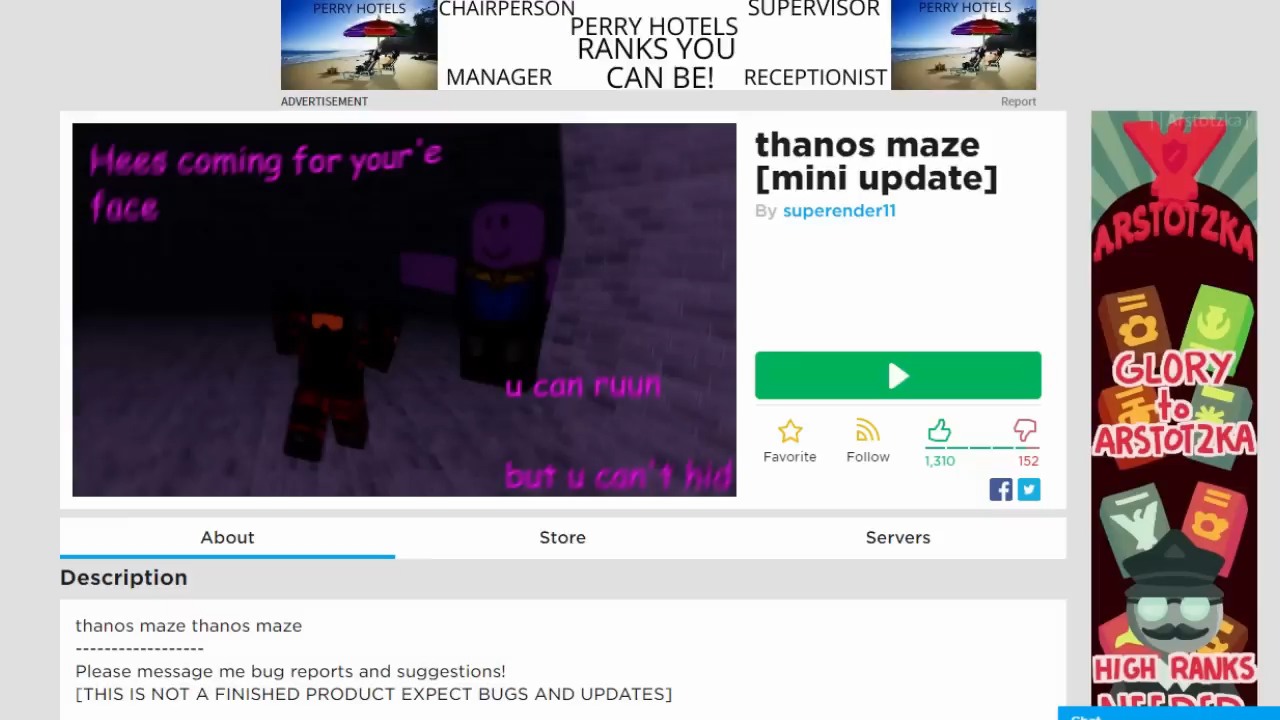 PERRY HOTELS
CHAIRPERSON
PERRY HOTELS
RANKS YOU
CAN BE!
SUPERVISOR
MANAGER
RECEPTIONIST
PERRY HOTELS
ADVERTISEMENT
Report
Hees coming for your'e
face
u can ruun
but u can't hid
thanos maze
[mini update]
By superender11
Favorite
Follow
1,310
152
About
Store
Servers
Description
thanos maze thanos maze
------------------
Please message me bug reports and suggestions!
[THIS IS NOT A FINISHED PRODUCT EXPECT BUGS AND UPDATES]
[Arstotzka]
ARSTOTZKA
GLORY
to
ARSTOTZKA
HIGH RANKS
NEEDED
Chat